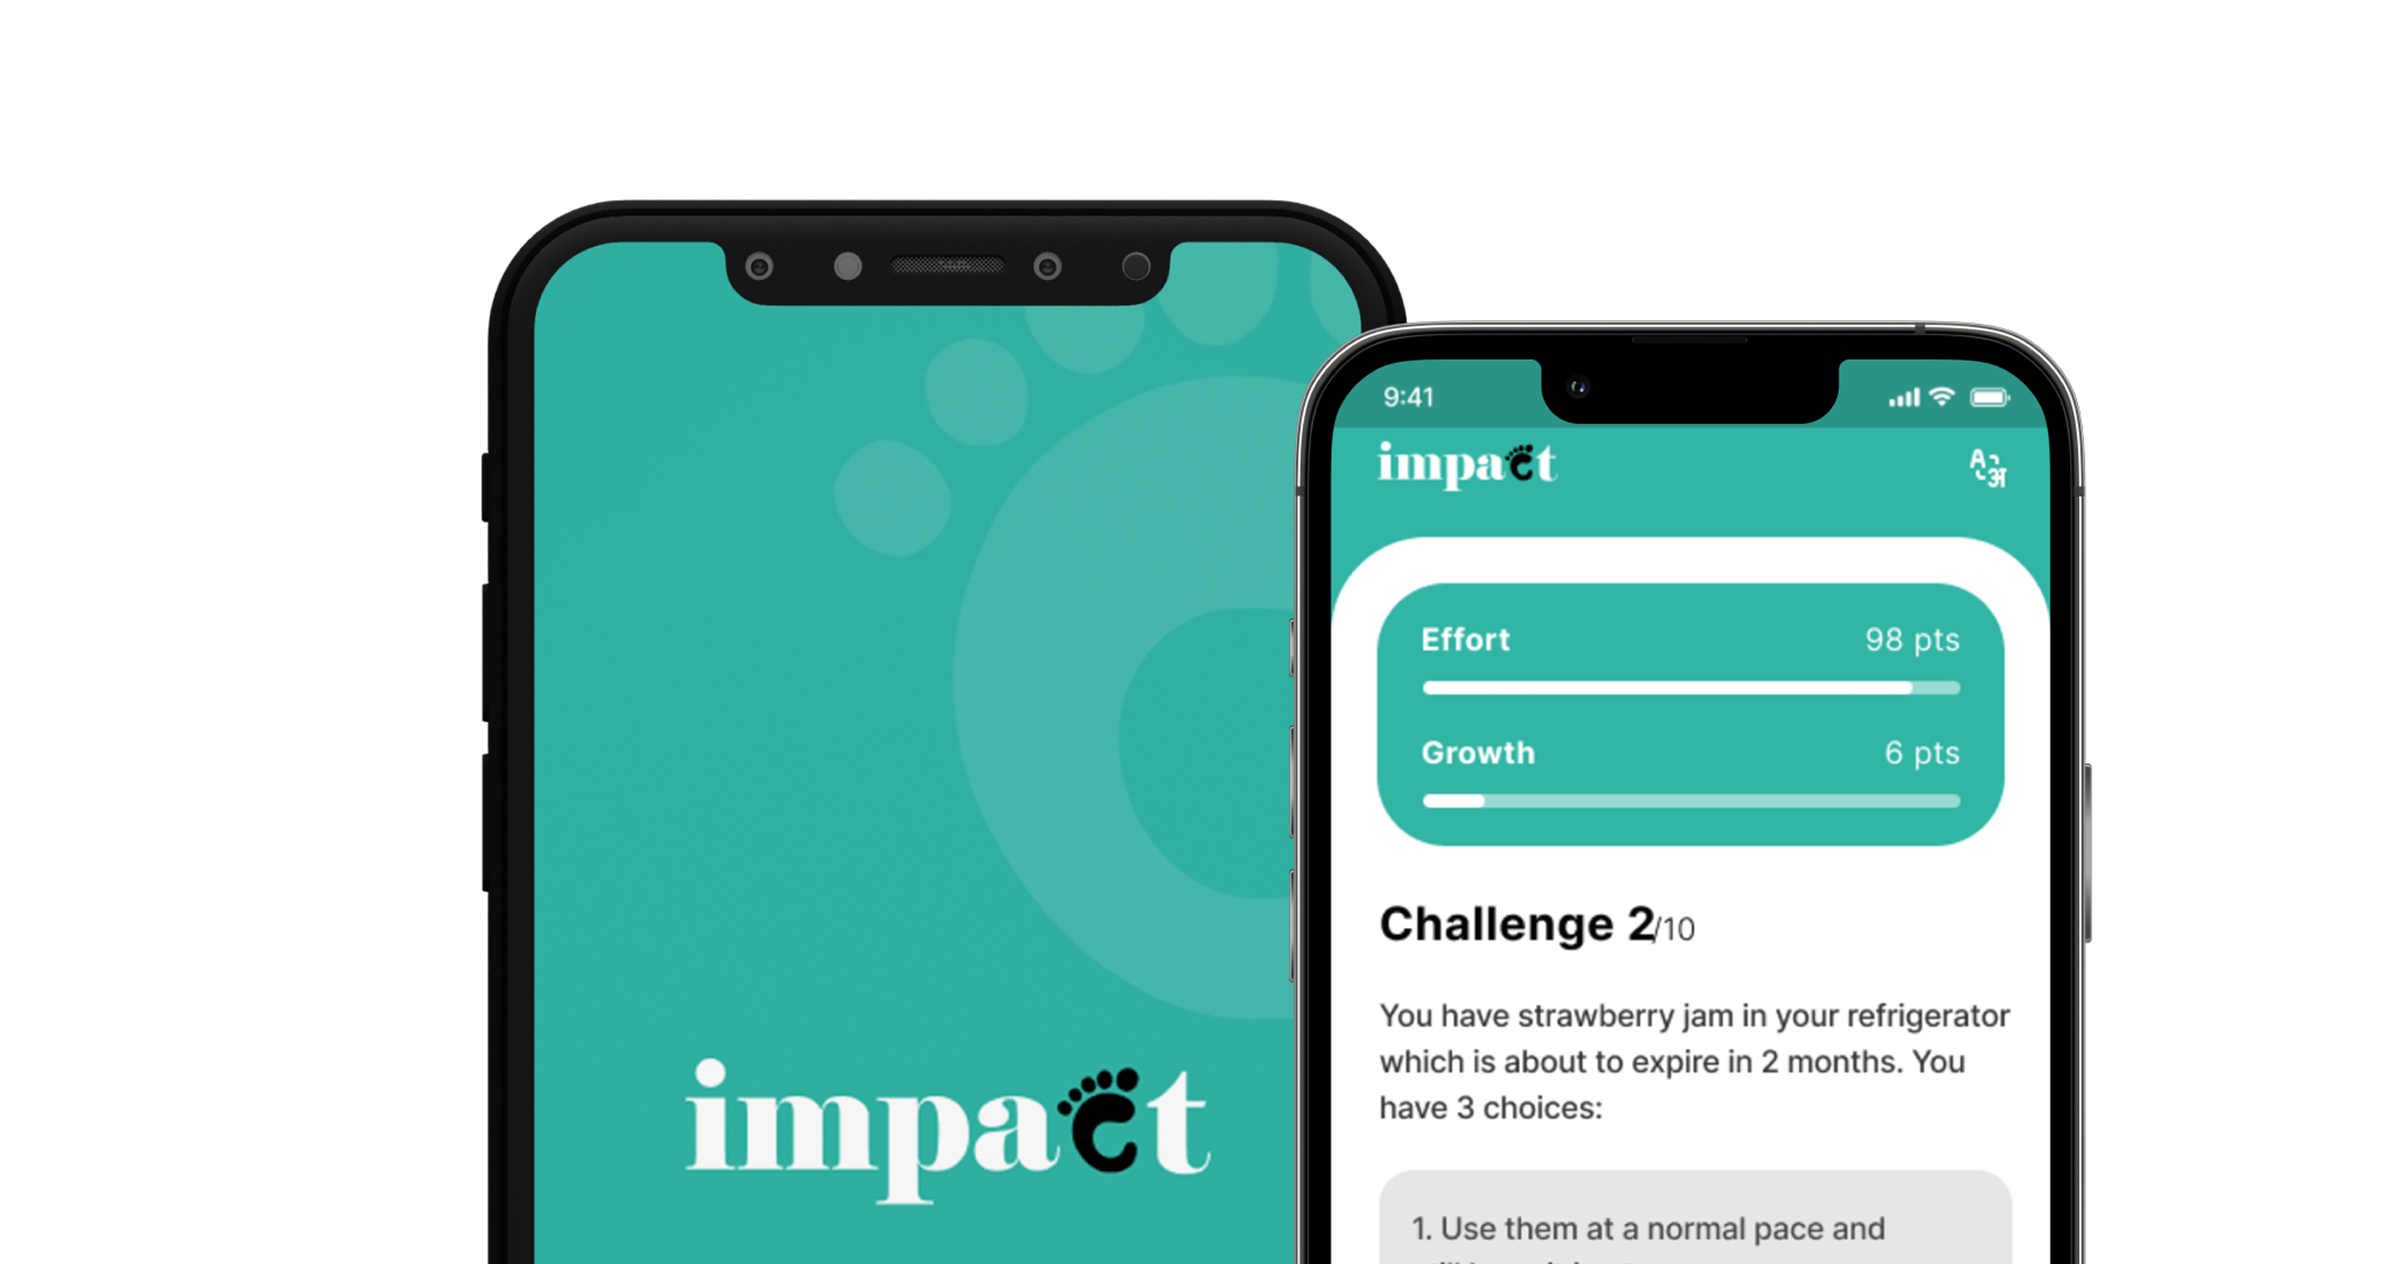 impact
9:41
impact
A
अ
Effort 98 pts
Growth 6 pts
Challenge 2/10
You have strawberry jam in your refrigerator
which is about to expire in 2 months. You
have 3 choices:
1. Use them at a normal pace and